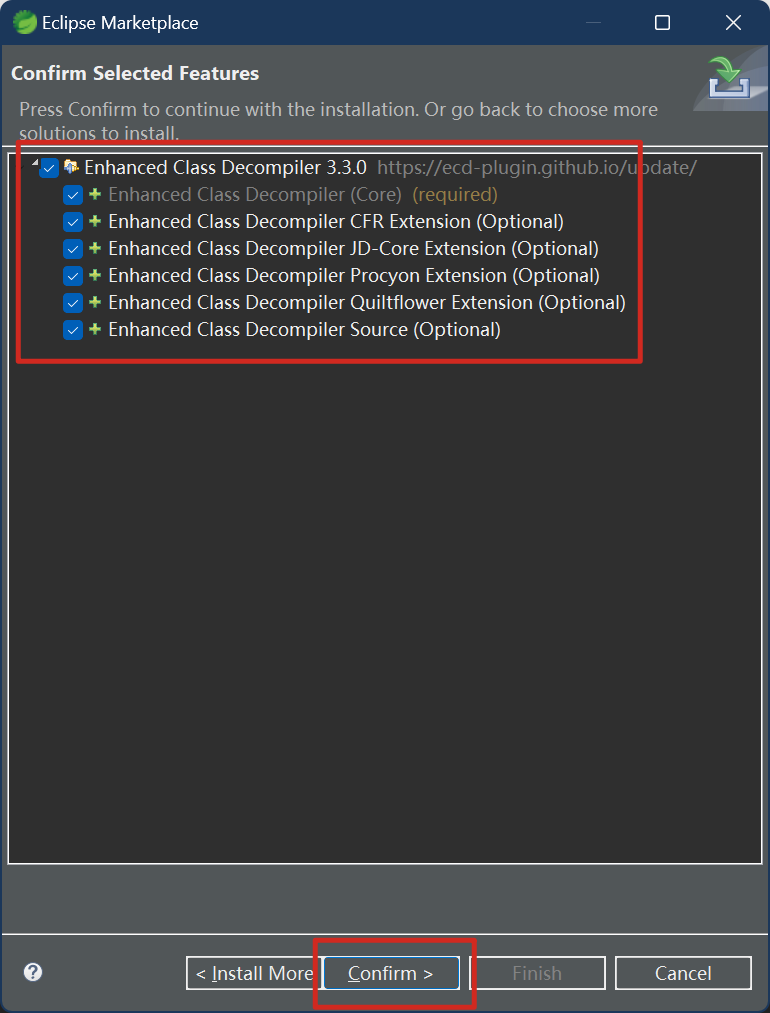 Eclipse Marketplace
Confirm Selected Features
Press Confirm to continue with the installation. Or go back to choose more
solutions to install.
Enhanced Class Decompiler 3.3.0 https://ecd-plugin.github.io/update/
Enhanced Class Decompiler (Core) (required)
Enhanced Class Decompiler CFR Extension (Optional)
Enhanced Class Decompiler JD-Core Extension (Optional)
Enhanced Class Decompiler Procyon Extension (Optional)
Enhanced Class Decompiler Quiltflower Extension (Optional)
Enhanced Class Decompiler Source (Optional)
? < Install More Confirm > Finish Cancel